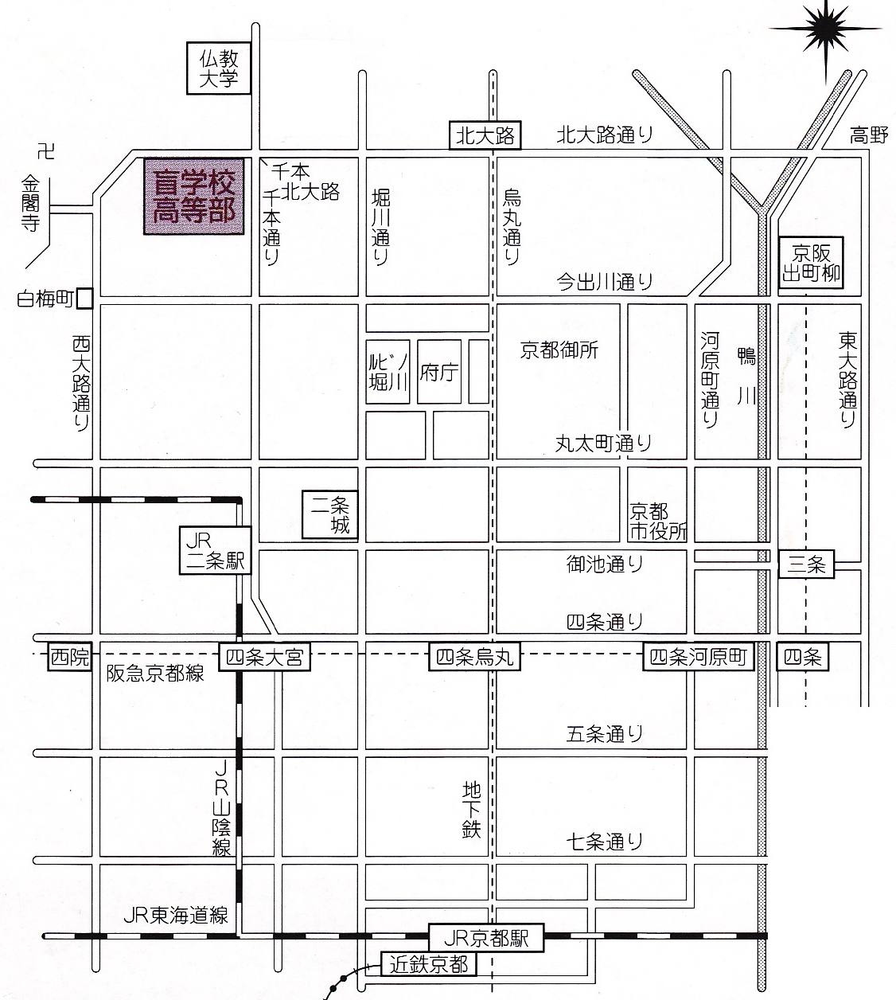 仏教
大学
北大路
北大路通り
高野
卍
金閣寺
盲学校
高等部
千本
北大路
千本通り
堀川通り
烏丸通り
京阪
出町柳
今出川通り
白梅町
西大路通り
ルビノ
堀川
府庁
京都御所
河原町通り
鴨川
東大路通り
丸太町通り
二条
城
京都
市役所
JR
二条駅
御池通り
三条
四条通り
西院
四条大宮
四条烏丸
四条河原町
四条
阪急京都線
五条通り
JR山陰線
地下鉄
七条通り
JR東海道線
JR京都駅
近鉄京都